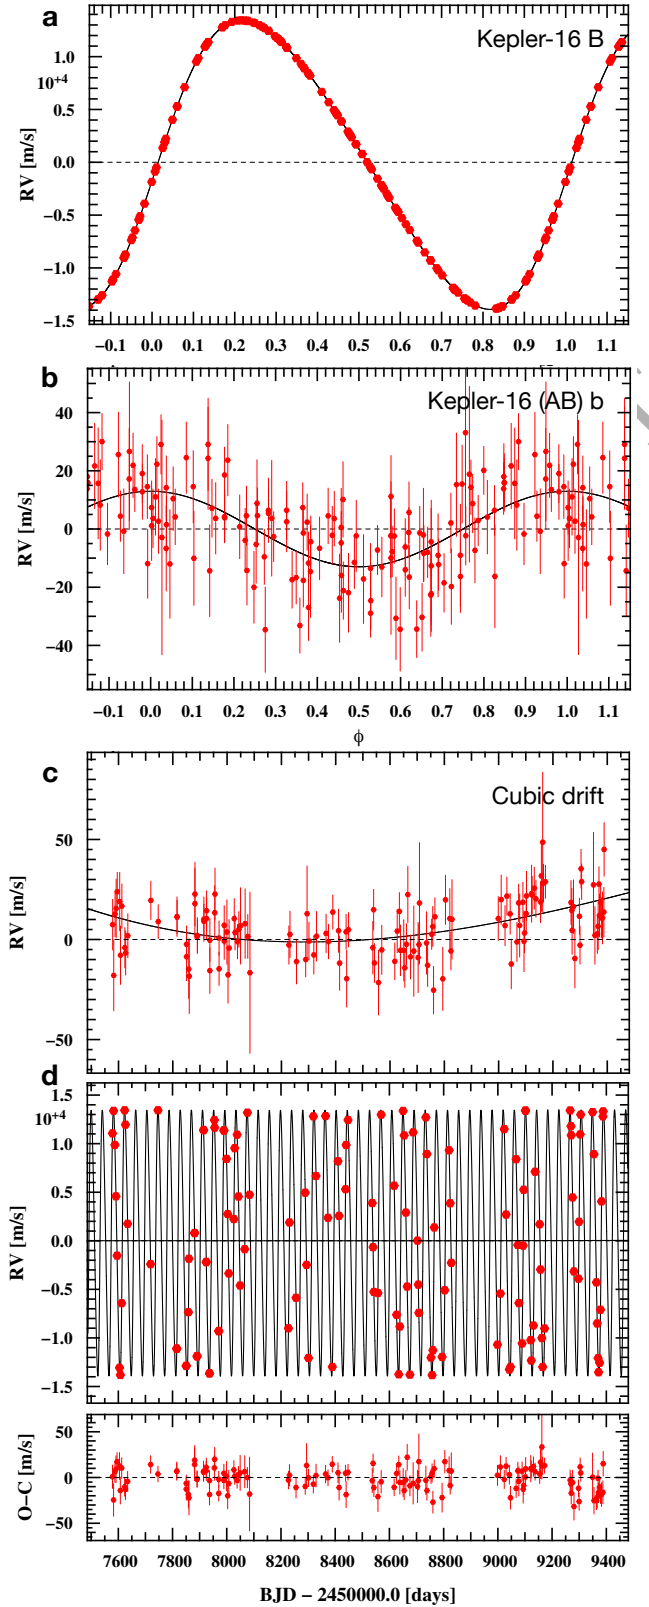 a
Kepler-16 B
1.0
10+4
0.5
0.0
−0.5
−1.0
−1.5
RV [m/s]
−0.1 0.0 0.1 0.2 0.3 0.4 0.5 0.6 0.7 0.8 0.9 1.0 1.1
b
Kepler-16 (AB) b
40
20
0
−20
−40
RV [m/s]
−0.1 0.0 0.1 0.2 0.3 0.4 0.5 0.6 0.7 0.8 0.9 1.0 1.1
ϕ
c
Cubic drift
50
0
−50
RV [m/s]
d
1.5
10+4
1.0
0.5
0.0
−0.5
−1.0
−1.5
RV [m/s]
50
0
−50
O−C [m/s]
7600 7800 8000 8200 8400 8600 8800 9000 9200 9400
BJD − 2450000.0 [days]